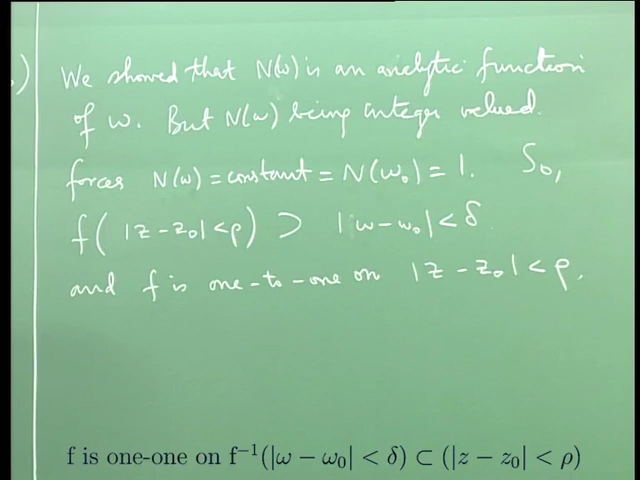 We showed that N(ω) is an analytic function
of ω. But N(ω) being integer valued.
forces N(ω) = constant = N(ω₀) = 1. So,
f( |z - z₀| < ρ) ⊃ |ω - ω₀| < δ
and f is one-to-one on |z - z₀| < ρ.
f is one-one on f⁻¹(|ω − ω₀| < δ) ⊂ (|z − z₀| < ρ)